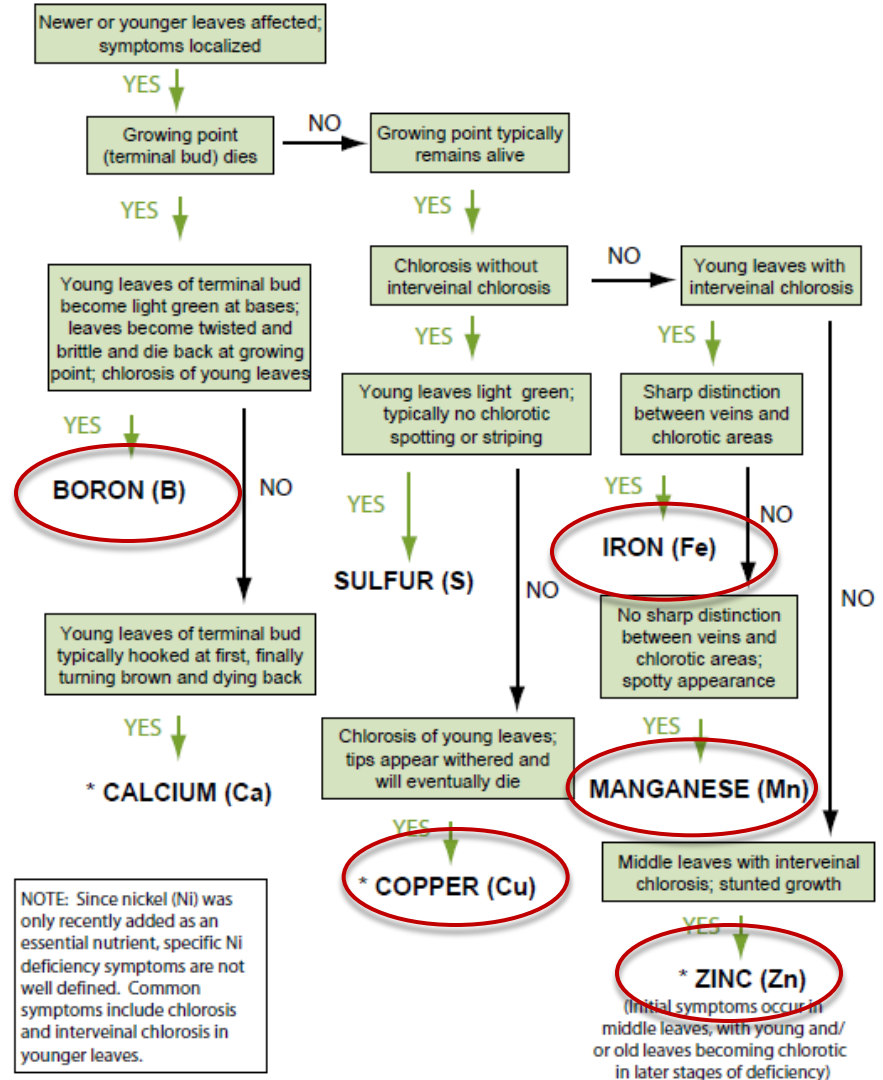 Newer or younger leaves affected;
symptoms localized
YES
Growing point
(terminal bud) dies
NO
Growing point typically
remains alive
YES
YES
Young leaves of terminal bud
become light green at bases;
leaves become twisted and
brittle and die back at growing
point; chlorosis of young leaves
Chlorosis without
interveinal chlorosis
NO
Young leaves with
interveinal chlorosis
YES
YES
Young leaves light green;
typically no chlorotic
spotting or striping
Sharp distinction
between veins and
chlorotic areas
YES
BORON (B)
NO
YES
SULFUR (S)
NO
YES
IRON (Fe)
NO
NO
Young leaves of terminal bud
typically hooked at first, finally
turning brown and dying back
No sharp distinction
between veins and
chlorotic areas;
spotty appearance
YES
* CALCIUM (Ca)
Chlorosis of young leaves;
tips appear withered and
will eventually die
YES
MANGANESE (Mn)
YES
* COPPER (Cu)
Middle leaves with interveinal
chlorosis; stunted growth
YES
* ZINC (Zn)
(Initial symptoms occur in
middle leaves, with young and/
or old leaves becoming chlorotic
in later stages of deficiency)
NOTE: Since nickel (Ni) was
only recently added as an
essential nutrient, specific Ni
deficiency symptoms are not
well defined. Common
symptoms include chlorosis
and interveinal chlorosis in
younger leaves.